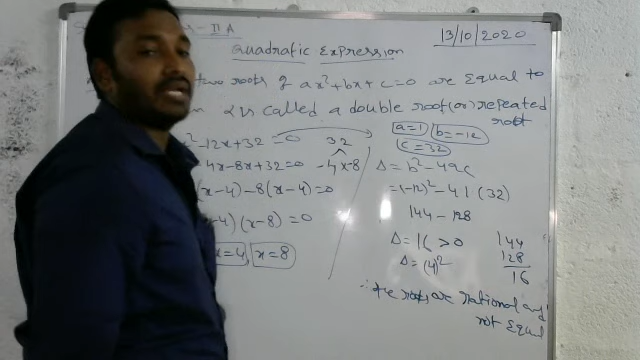 - II A
13/10/2020
Quadratic Expression
two roots of ax²+bx+c=0 are Equal to
α is called a double root (or) repeated
root
x²-12x+32=0
4x-8x+32=0
(x-4)-8(x-4)=0
-4)(x-8)=0
x=4, x=8
32
-4x-8
a=1 b=-12
c=32
Δ=b²-4ac
=(-12)²-4 1 (32)
144-128
Δ=16>0
Δ=(4)²
144
128
16
∴ The roots are rational and
not Equal